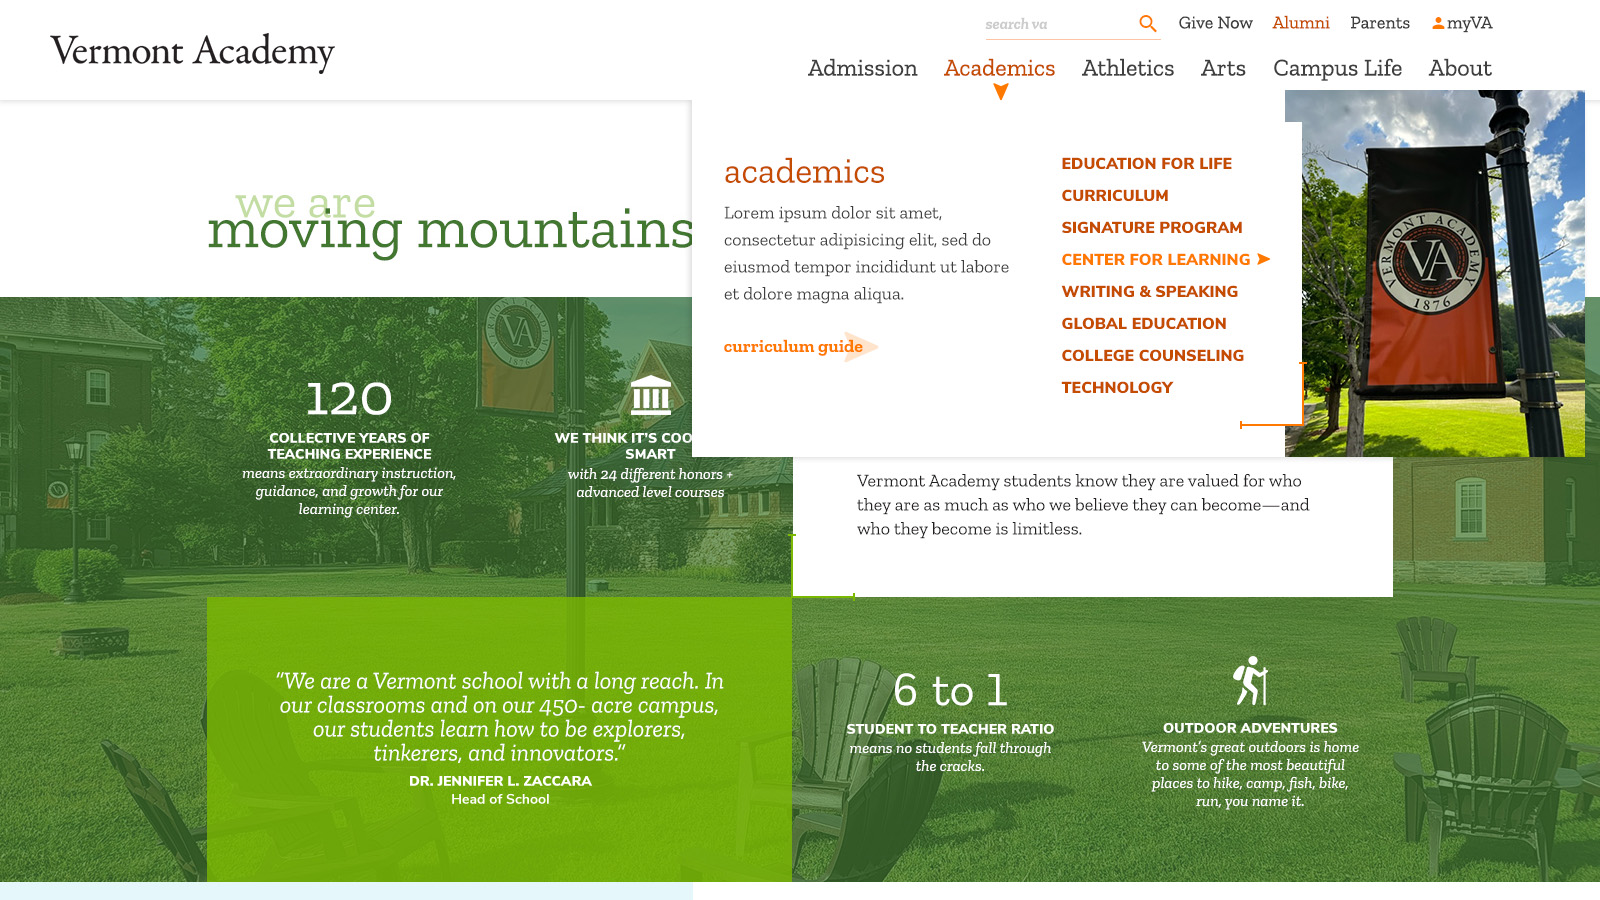 Vermont Academy
search va
Give Now
Alumni
Parents
myVA
Admission
Academics
Athletics
Arts
Campus Life
About
we are
moving mountains
academics
Lorem ipsum dolor sit amet,
consectetur adipisicing elit, sed do
eiusmod tempor incididunt ut labore
et dolore magna aliqua.
curriculum guide
EDUCATION FOR LIFE
CURRICULUM
SIGNATURE PROGRAM
CENTER FOR LEARNING
WRITING & SPEAKING
GLOBAL EDUCATION
COLLEGE COUNSELING
TECHNOLOGY
VERMONT ACADEMY
VA
1876
VA
1876
120
COLLECTIVE YEARS OF
TEACHING EXPERIENCE
means extraordinary instruction,
guidance, and growth for our
learning center.
WE THINK IT'S
SMART
with 24 different honors +
advanced level courses
Vermont Academy students know they are valued for who
they are as much as who we believe they can become—and
who they become is limitless.
“We are a Vermont school with a long reach. In
our classrooms and on our 450- acre campus,
our students learn how to be explorers,
tinkerers, and innovators.”
DR. JENNIFER L. ZACCARA
Head of School
6 to 1
STUDENT TO TEACHER RATIO
means no students fall through
the cracks.
OUTDOOR ADVENTURES
Vermont's great outdoors is home
to some of the most beautiful
places to hike, camp, fish, bike,
run, you name it.